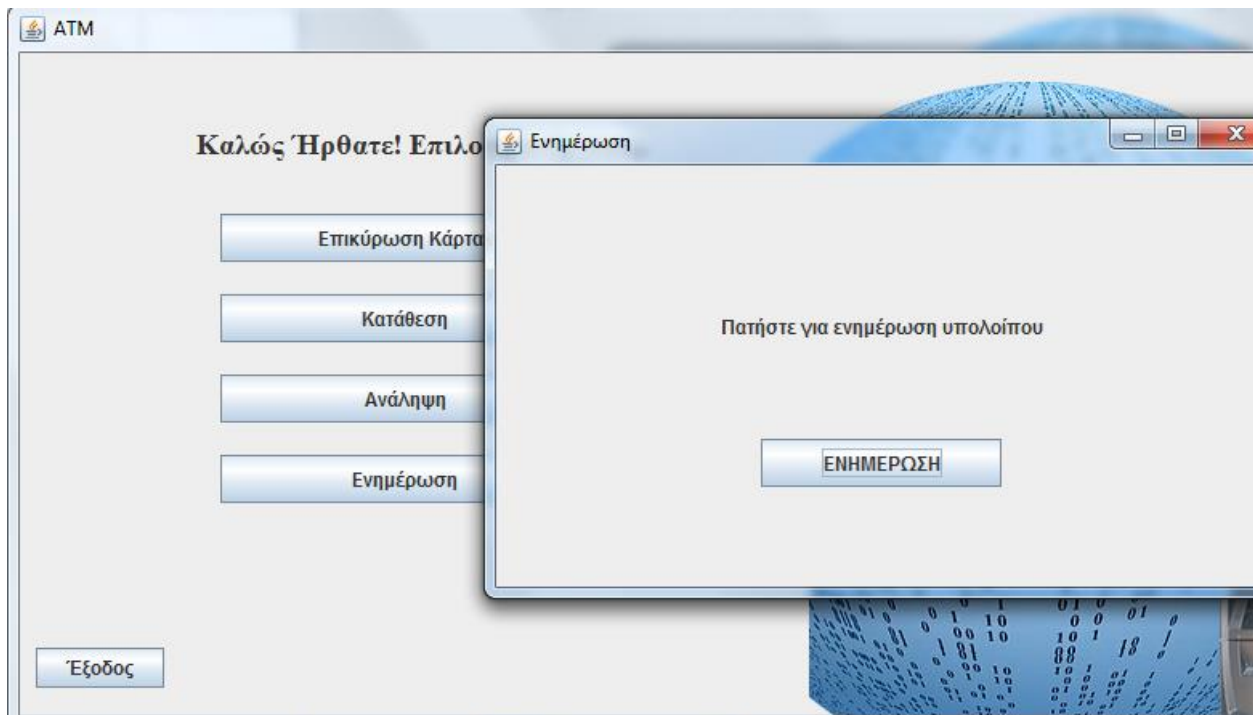 ATM
Καλώς Ήρθατε! Επιλο
Επικύρωση Κάρτα
Κατάθεση
Ανάληψη
Ενημέρωση
Έξοδος
Ενημέρωση
Πατήστε για ενημέρωση υπολοίπου
ΕΝΗΜΕΡΩΣΗ